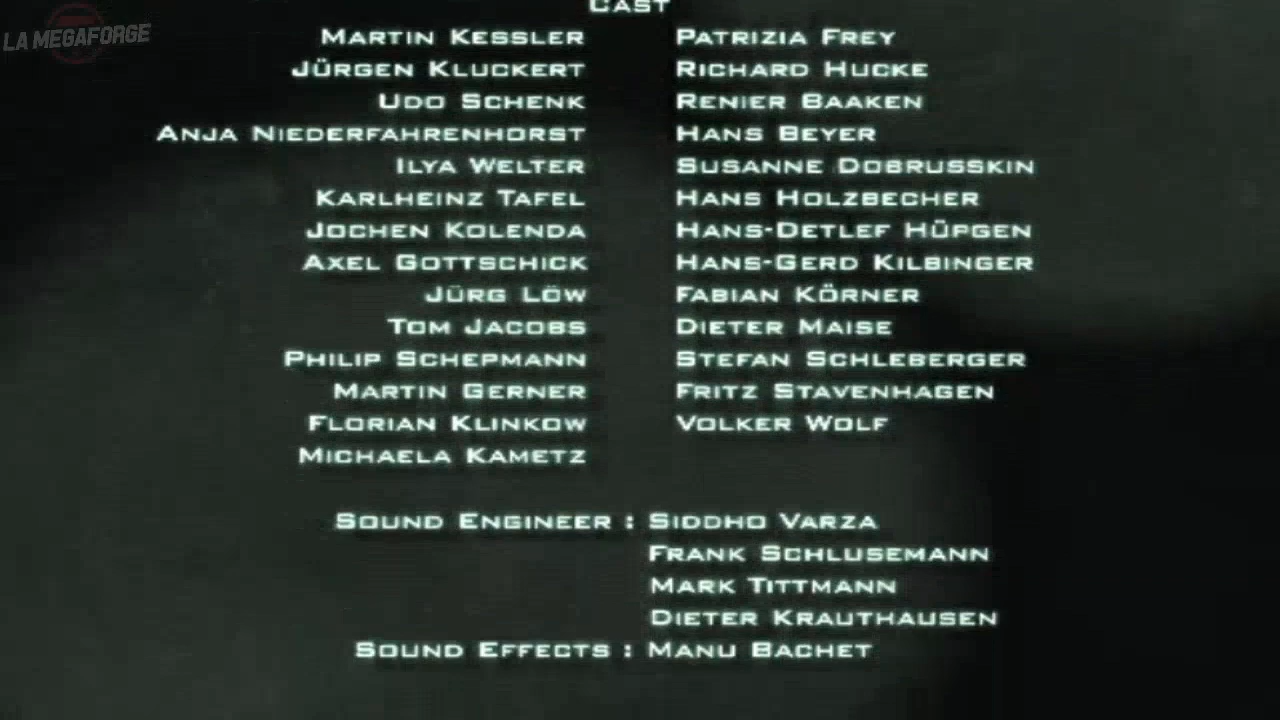 LA MEGAFORGE
CAST
MARTIN KESSLER PATRIZIA FREY
JÜRGEN KLUCKERT RICHARD HUCKE
UDO SCHENK RENIER BAAKEN
ANJA NIEDERFAHRENHORST HANS BEYER
ILYA WELTER SUSANNE DOBRUSSKIN
KARLHEINZ TAFEL HANS HOLZBECHER
JOCHEN KOLENDA HANS-DETLEF HÜPGEN
AXEL GOTTSCHICK HANS-GERD KILBINGER
JÜRG LÖW FABIAN KÖRNER
TOM JACOBS DIETER MAISE
PHILIP SCHEPMANN STEFAN SCHLEBERGER
MARTIN GERNER FRITZ STAVENHAGEN
FLORIAN KLINKOW VOLKER WOLF
MICHAELA KAMETZ
SOUND ENGINEER : SIDDHO VARZA
FRANK SCHLUSEMANN
MARK TITTMANN
DIETER KRAUTHAUSEN
SOUND EFFECTS : MANU BACHET